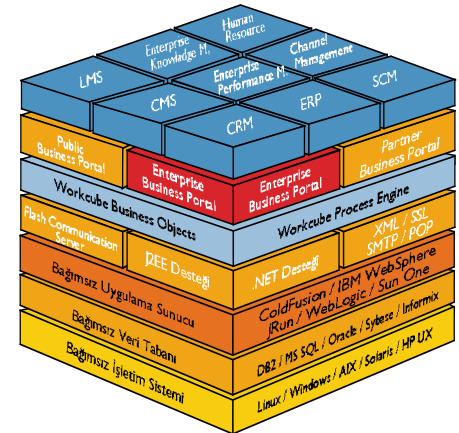 Human
Resource
Enterprise
Knowledge M.
Channel
Management
LMS
Enterprise
Performance M.
SCM
CMS
ERP
CRM
Public
Business Portal
Enterprise
Business Portal
Enterprise
Business Portal
Partner
Business Portal
Workcube Business Objects
Workcube Process Engine
Flash Communication
Server
J2EE Desteği
.NET Desteği
XML / SSL
SMTP / POP
Bağımsız Uygulama Sunucu
ColdFusion / IBM WebSphere
JRun / WebLogic / Sun One
Bağımsız Veri Tabanı
DB2 / MS SQL / Oracle / Sybese / Informix
Bağımsız İşletim Sistemi
Linux / Windows / AIX / Solaris / HP UX